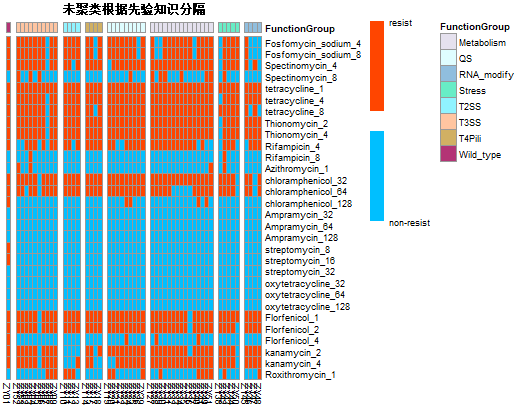 未聚类根据先验知识分隔
resist
non-resist
FunctionGroup
Metabolism
QS
RNA_modify
Stress
T2SS
T3SS
T4Pili
Wild_type
FunctionGroup
Fosfomycin_sodium_4
Fosfomycin_sodium_8
Spectinomycin_4
Spectinomycin_8
tetracycline_1
tetracycline_4
tetracycline_8
Thionomycin_2
Thionomycin_4
Rifampicin_4
Rifampicin_8
Azithromycin_1
chloramphenicol_32
chloramphenicol_64
chloramphenicol_128
Ampramycin_32
Ampramycin_64
Ampramycin_128
streptomycin_8
streptomycin_16
streptomycin_32
oxytetracycline_32
oxytetracycline_64
oxytetracycline_128
Florfenicol_1
Florfenicol_2
Florfenicol_4
kanamycin_2
kanamycin_4
Roxithromycin_1
ZY01